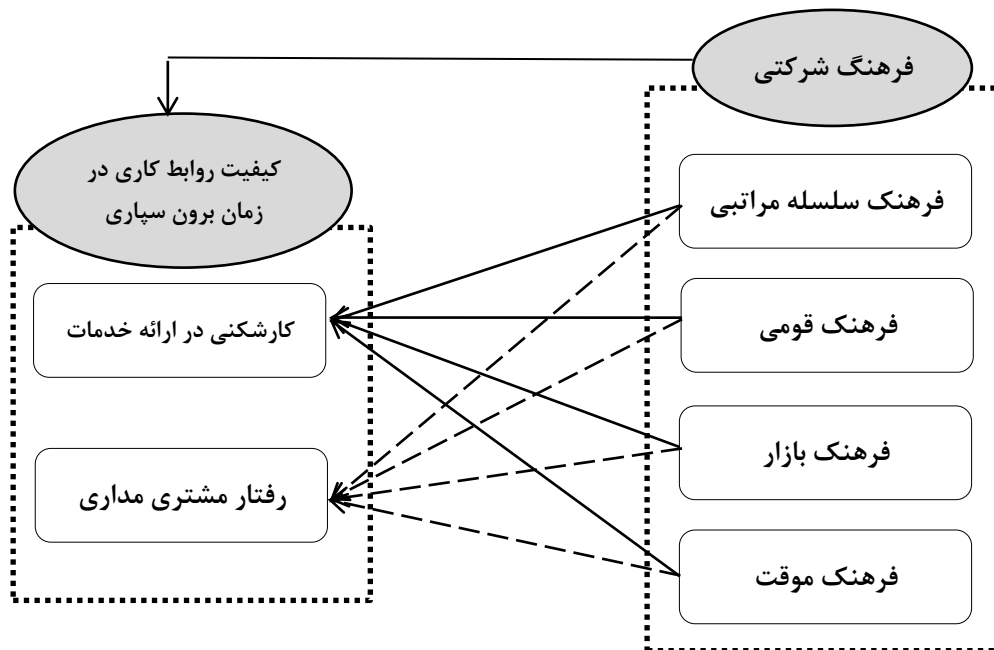 فرهنگ شرکتی
کیفیت روابط کاری در
زمان برون سپاری
فرهنک سلسله مراتبی
فرهنک قومی
فرهنک بازار
فرهنک موقت
کارشکنی در ارائه خدمات
رفتار مشتری مداری